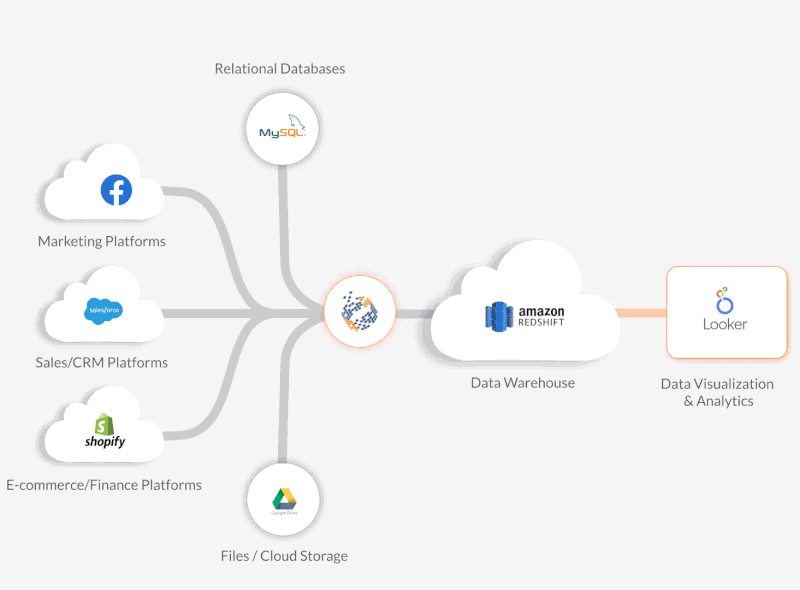 Relational Databases
MySQL
Marketing Platforms
salesforce
Sales/CRM Platforms
shopify
E-commerce/Finance Platforms
Google Drive
Files / Cloud Storage
amazon
REDSHIFT
Data Warehouse
Looker
Data Visualization
& Analytics